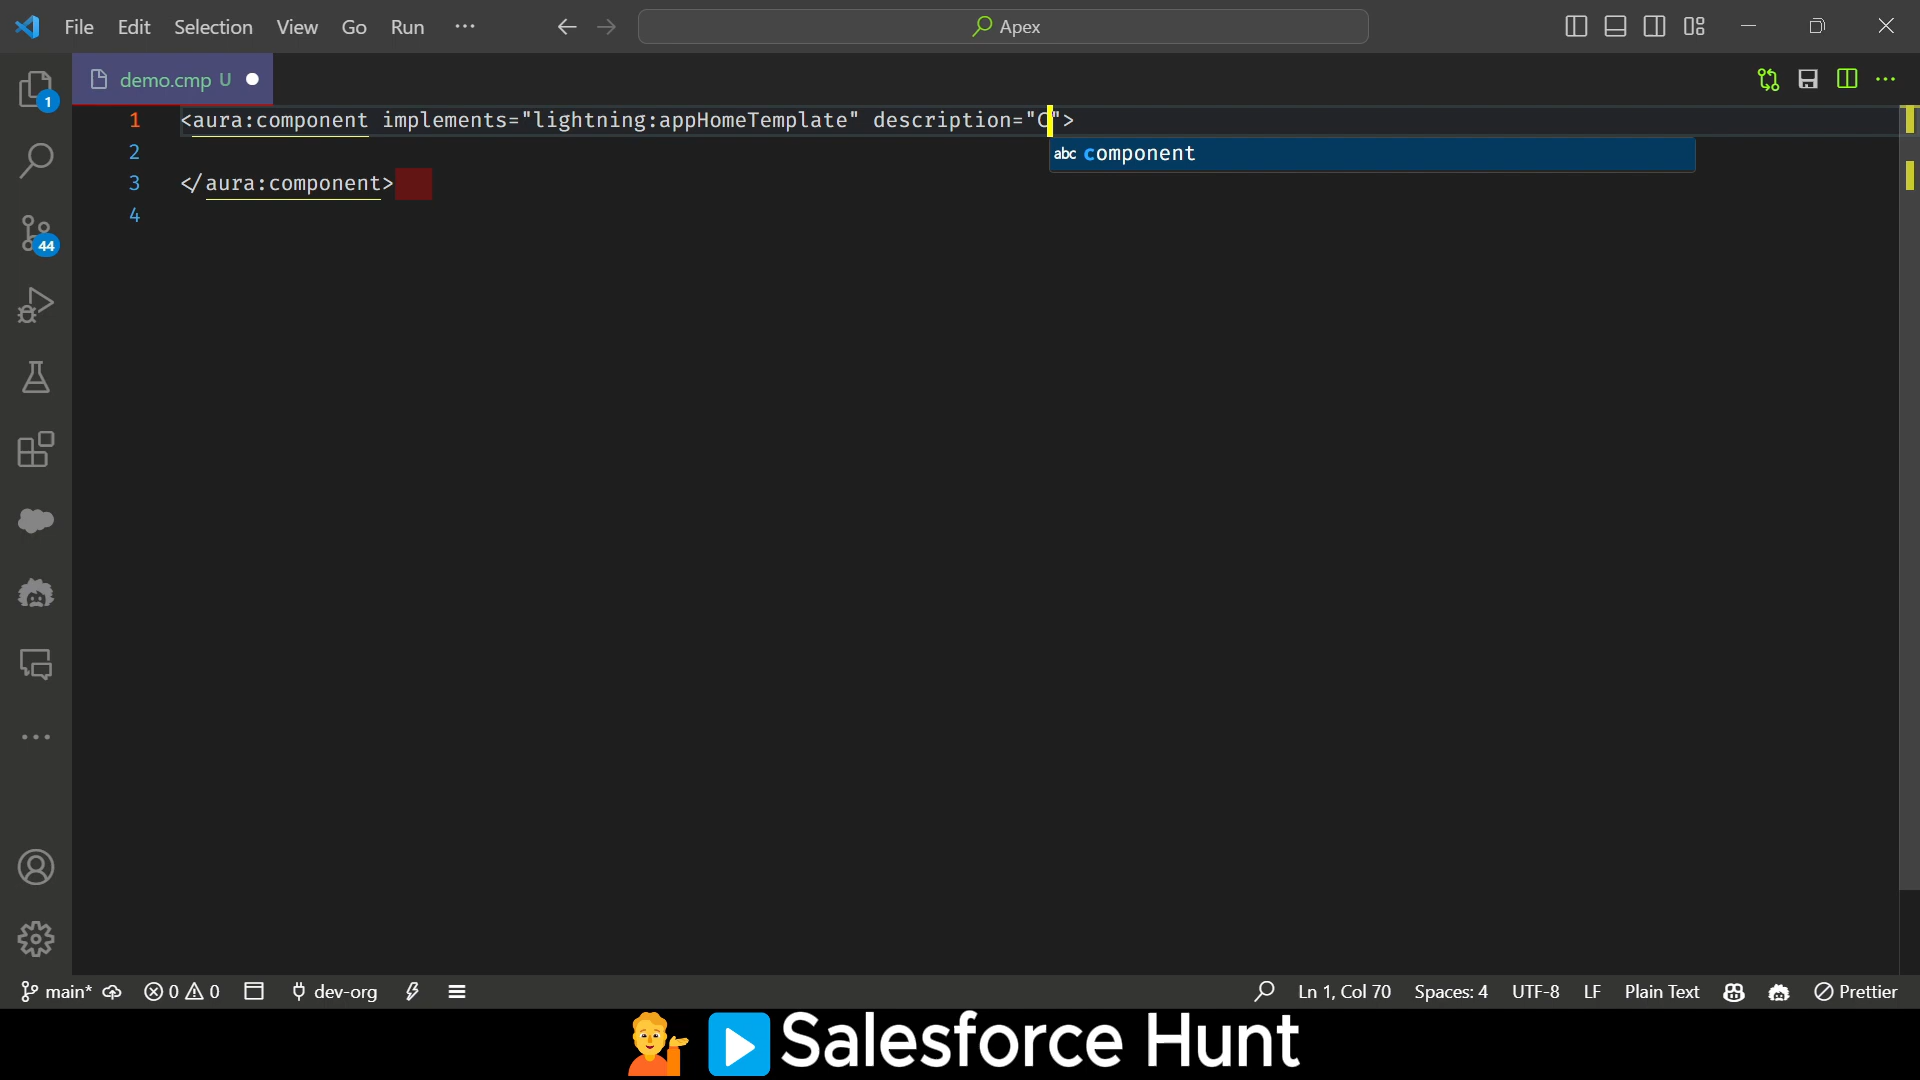 File Edit Selection View Go Run Apex
demo.cmp U
1
1 <aura:component implements="lightning:appHomeTemplate" description="C">
abc component
2
3 </aura:component>
4
44
main* 0 0 dev-org Ln 1, Col 70 Spaces: 4 UTF-8 LF Plain Text Prettier
Salesforce Hunt